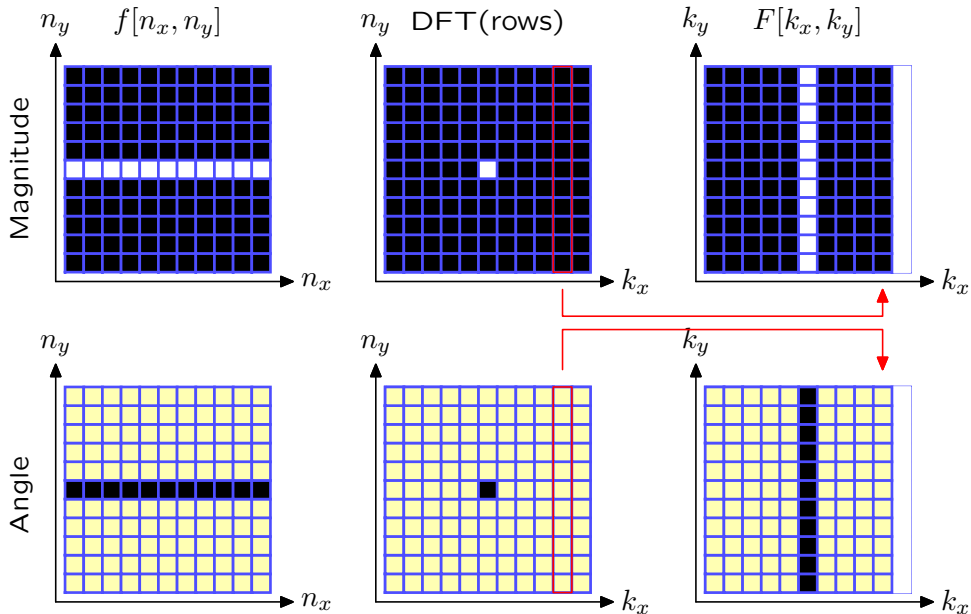 $n_y$ $f[n_x, n_y]$
$n_y$ DFT(rows)
$k_y$ $F[k_x, k_y]$
Magnitude
$n_x$
$k_x$
$k_x$
$n_y$
$n_y$
$k_y$
Angle
$n_x$
$k_x$
$k_x$